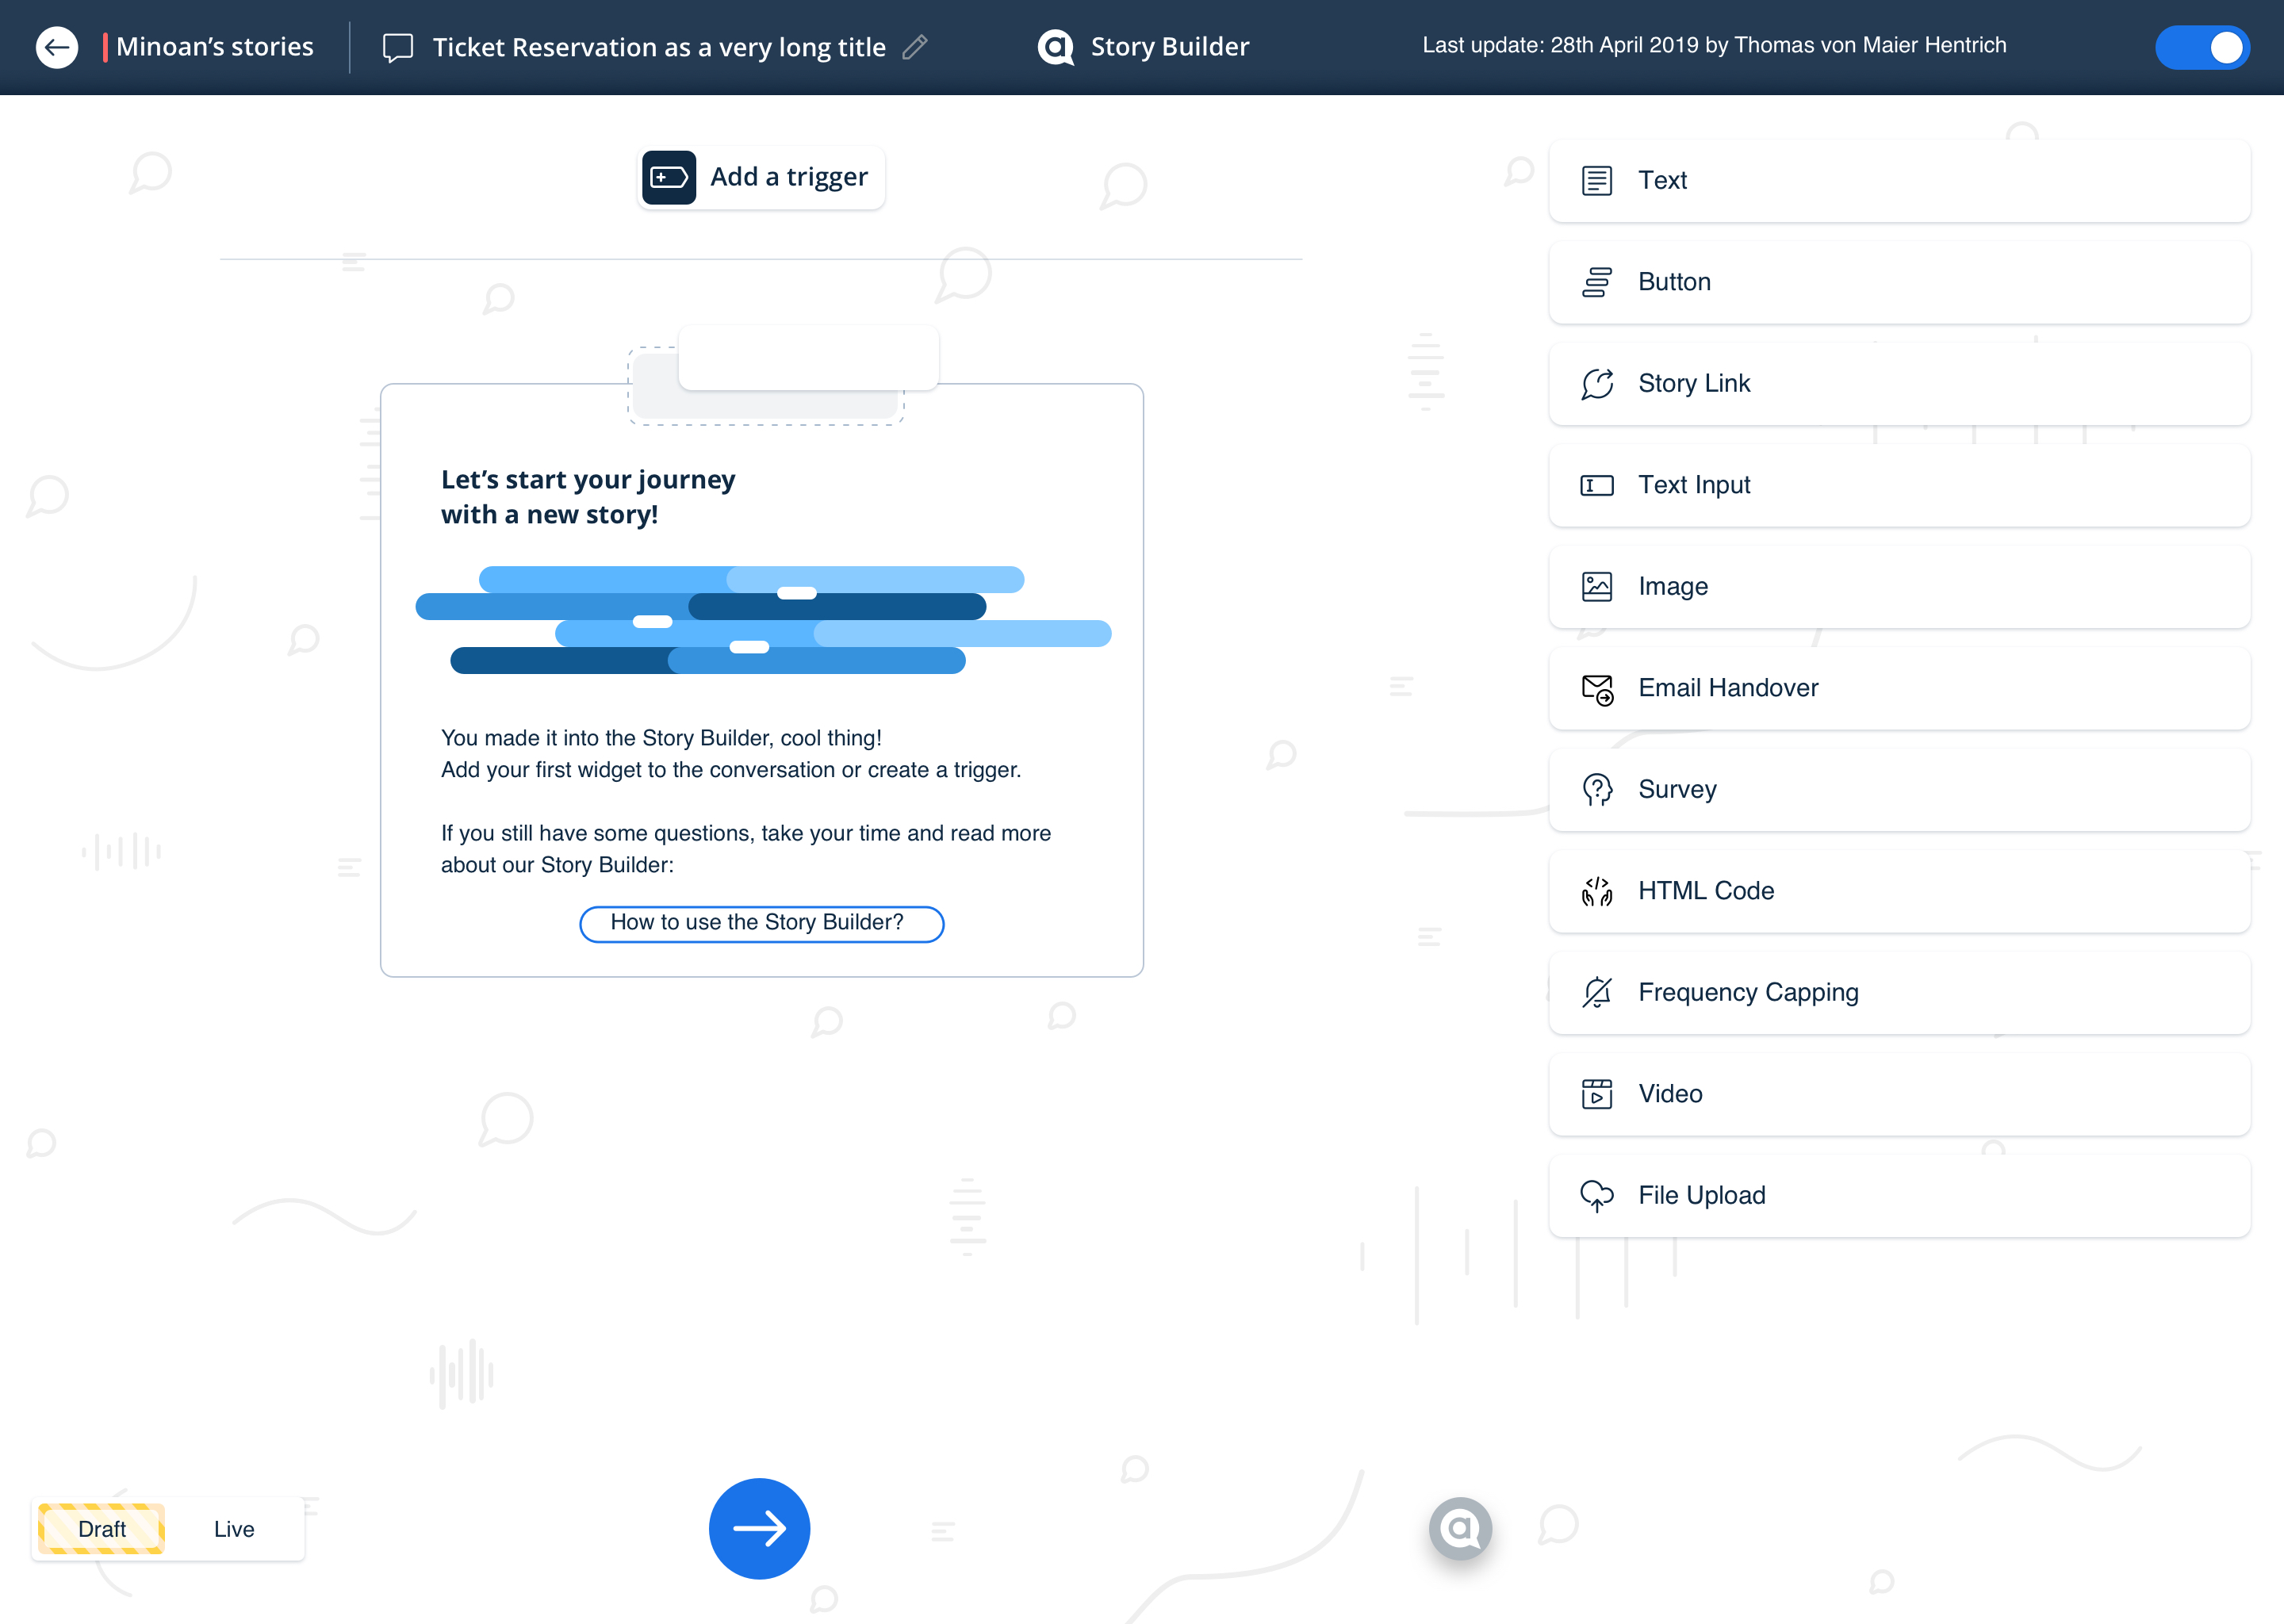 Minoan’s stories
Ticket Reservation as a very long title
Story Builder
Last update: 28th April 2019 by Thomas von Maier Hentrich
Add a trigger
Let’s start your journey
with a new story!
You made it into the Story Builder, cool thing!
Add your first widget to the conversation or create a trigger.
If you still have some questions, take your time and read more
about our Story Builder:
How to use the Story Builder?
Text
Button
Story Link
Text Input
Image
Email Handover
Survey
HTML Code
Frequency Capping
Video
File Upload
Draft
Live